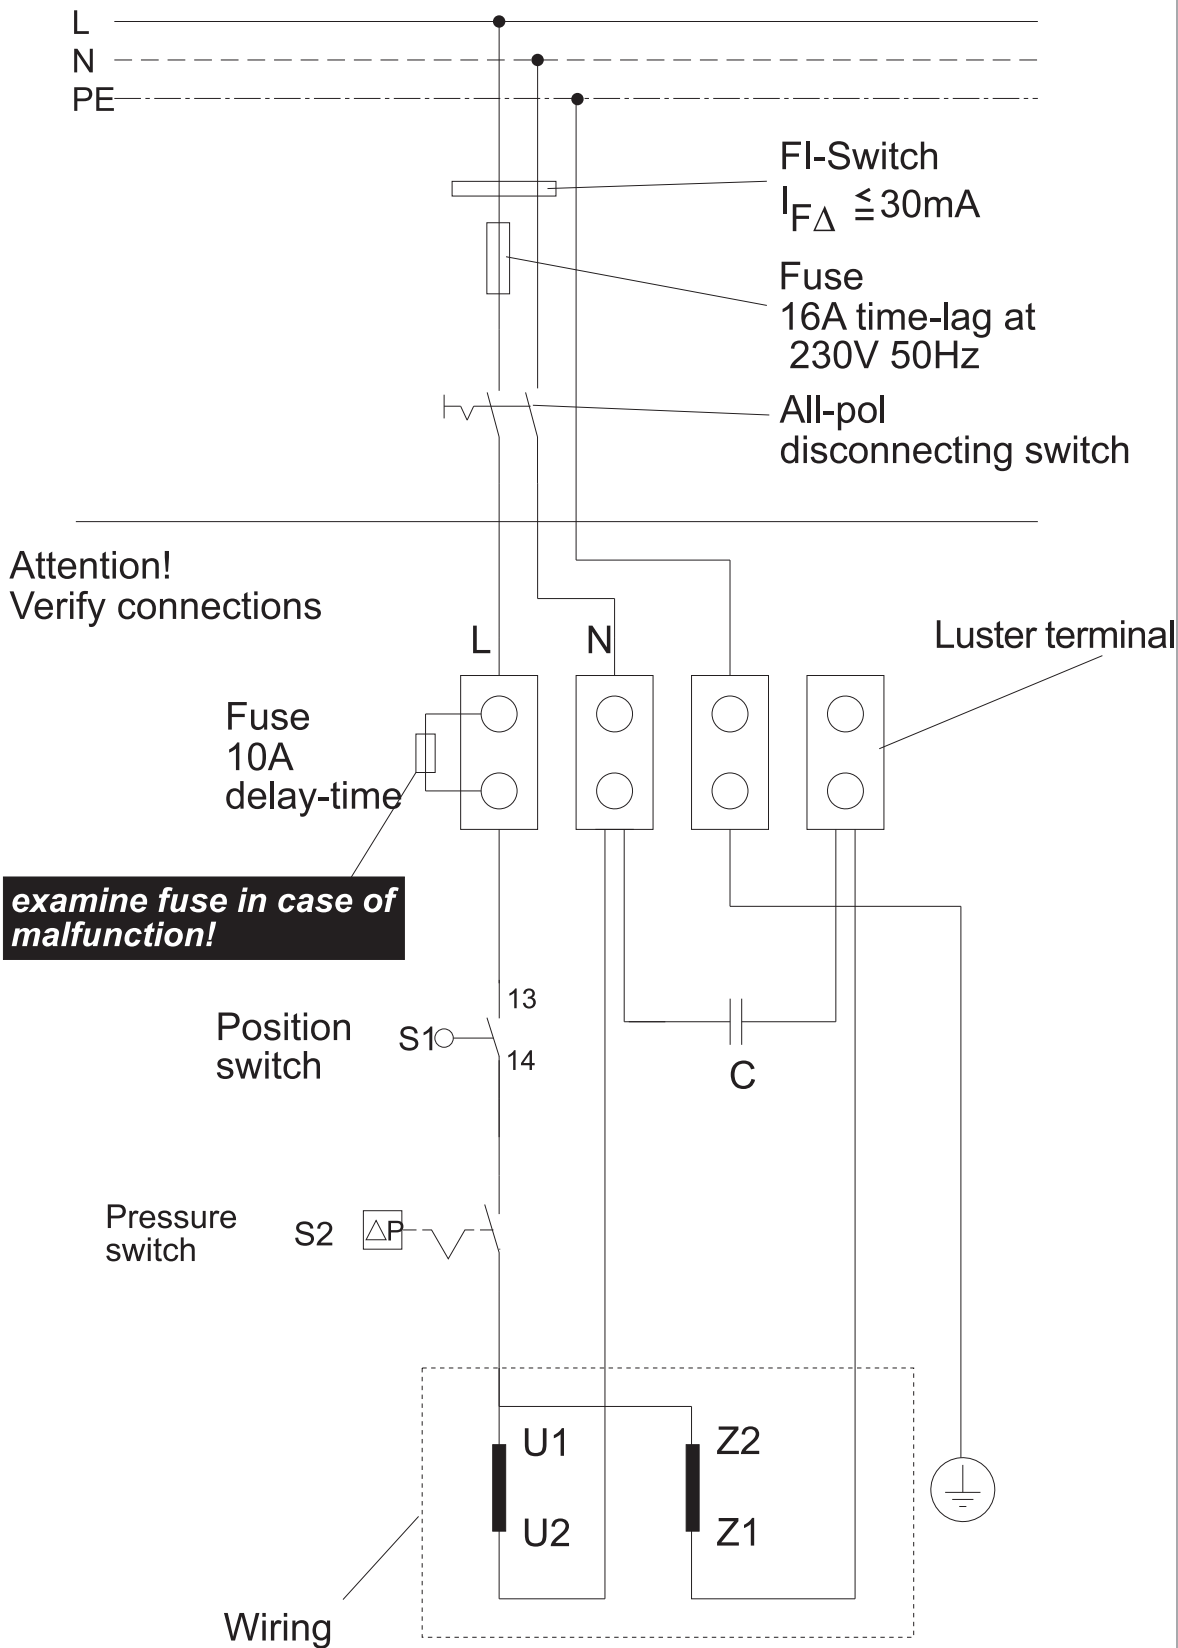 L
N
PE
FI-Switch
I F∆ ≦30mA
Fuse
16A time-lag at
230V 50Hz
All-pol
disconnecting switch
Attention!
Verify connections
L
N
Luster terminal
Fuse
10A
delay-time
examine fuse in case of
malfunction!
13
Position
switch
S1
14
C
Pressure
switch
S2
△P
U1
Z2
U2
Z1
Wiring